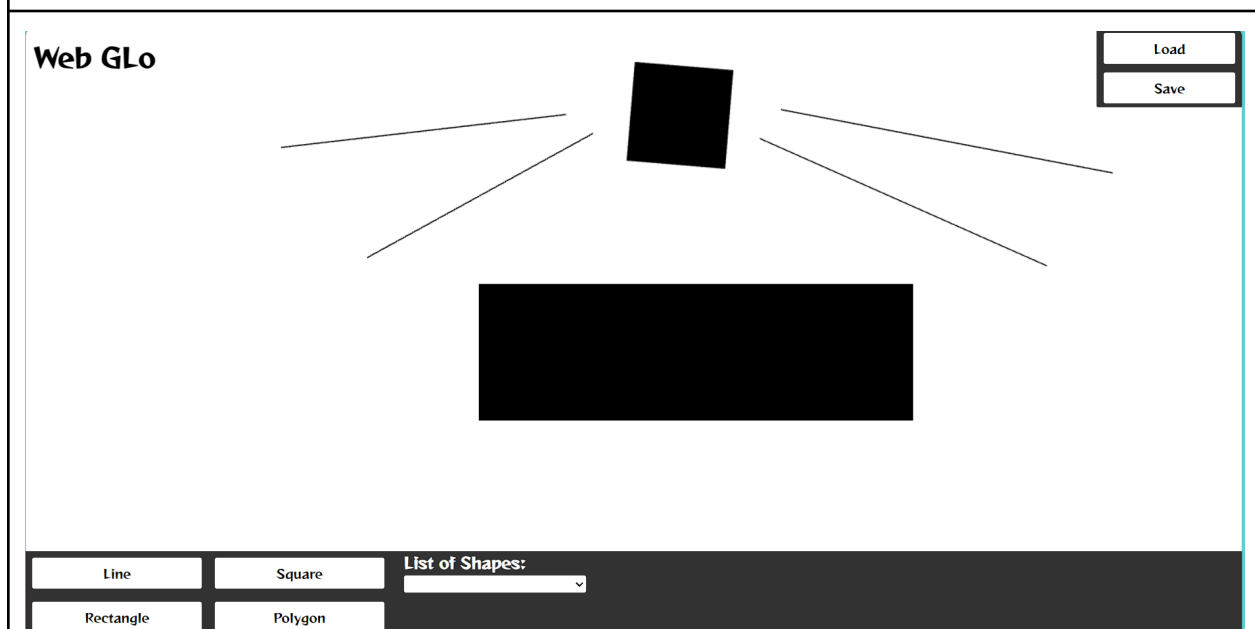 Web GLo
Load
Save
Line
Square
List of Shapes:
Rectangle
Polygon